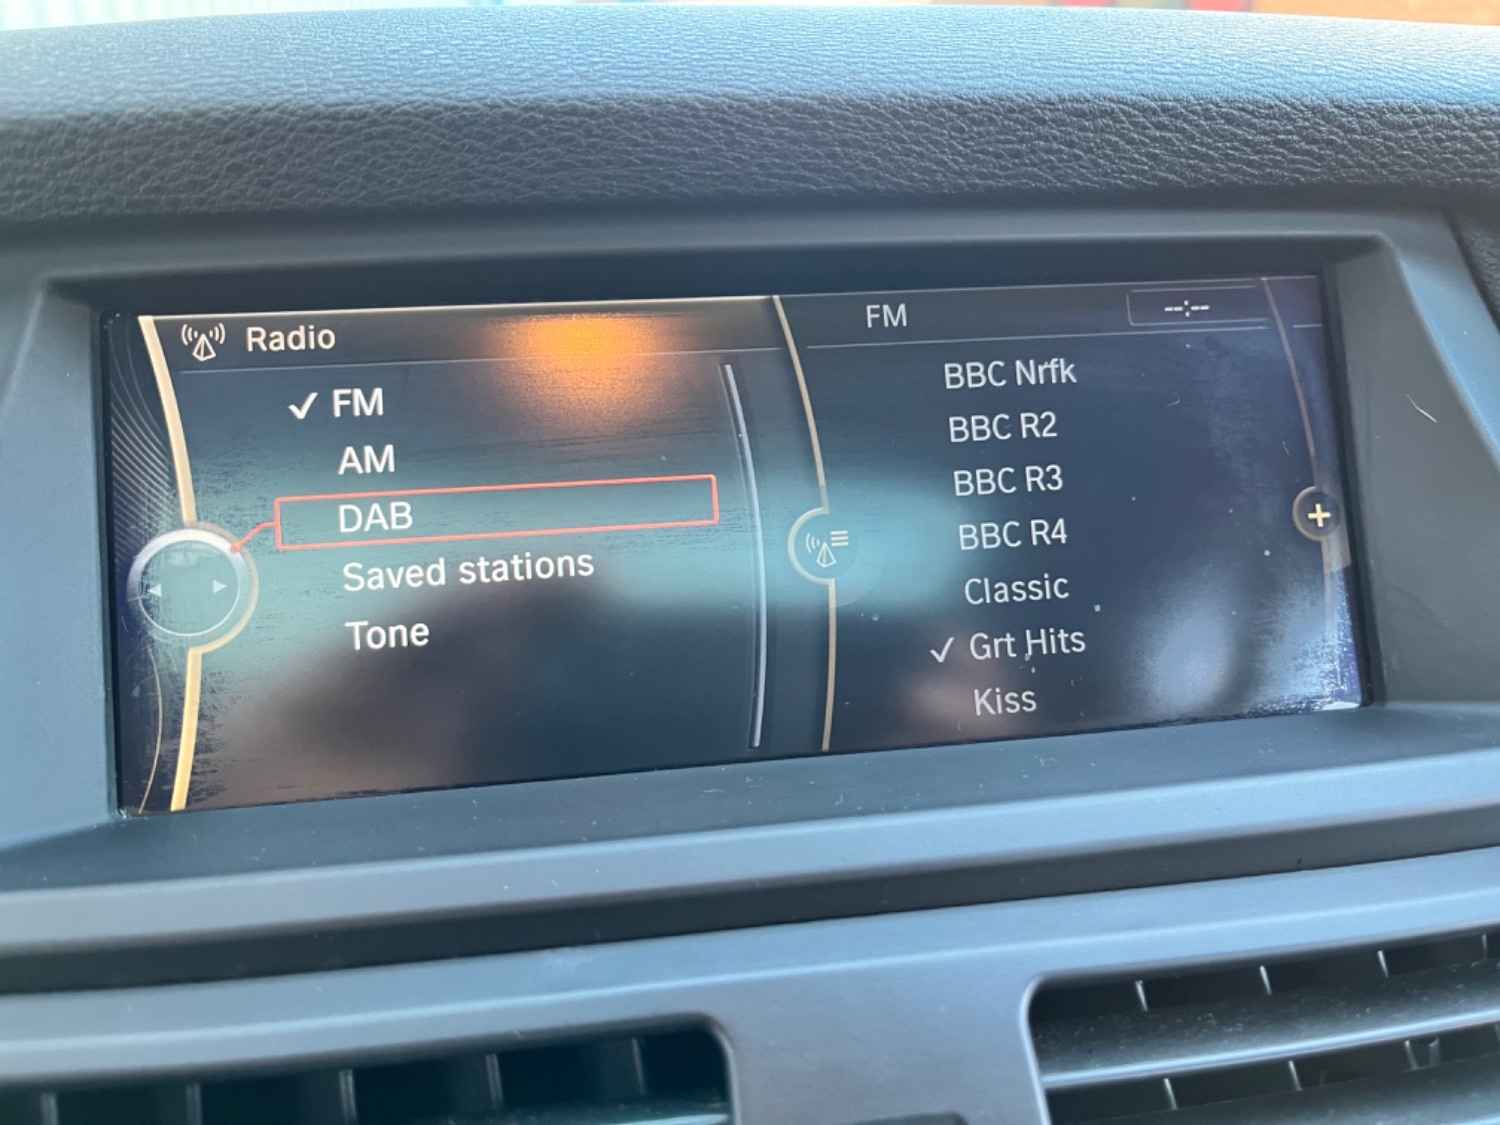 Radio
✓ FM
AM
DAB
Saved stations
Tone
FM
--:--
BBC Nrfk
BBC R2
BBC R3
BBC R4
Classic
✓ Grt Hits
Kiss
+